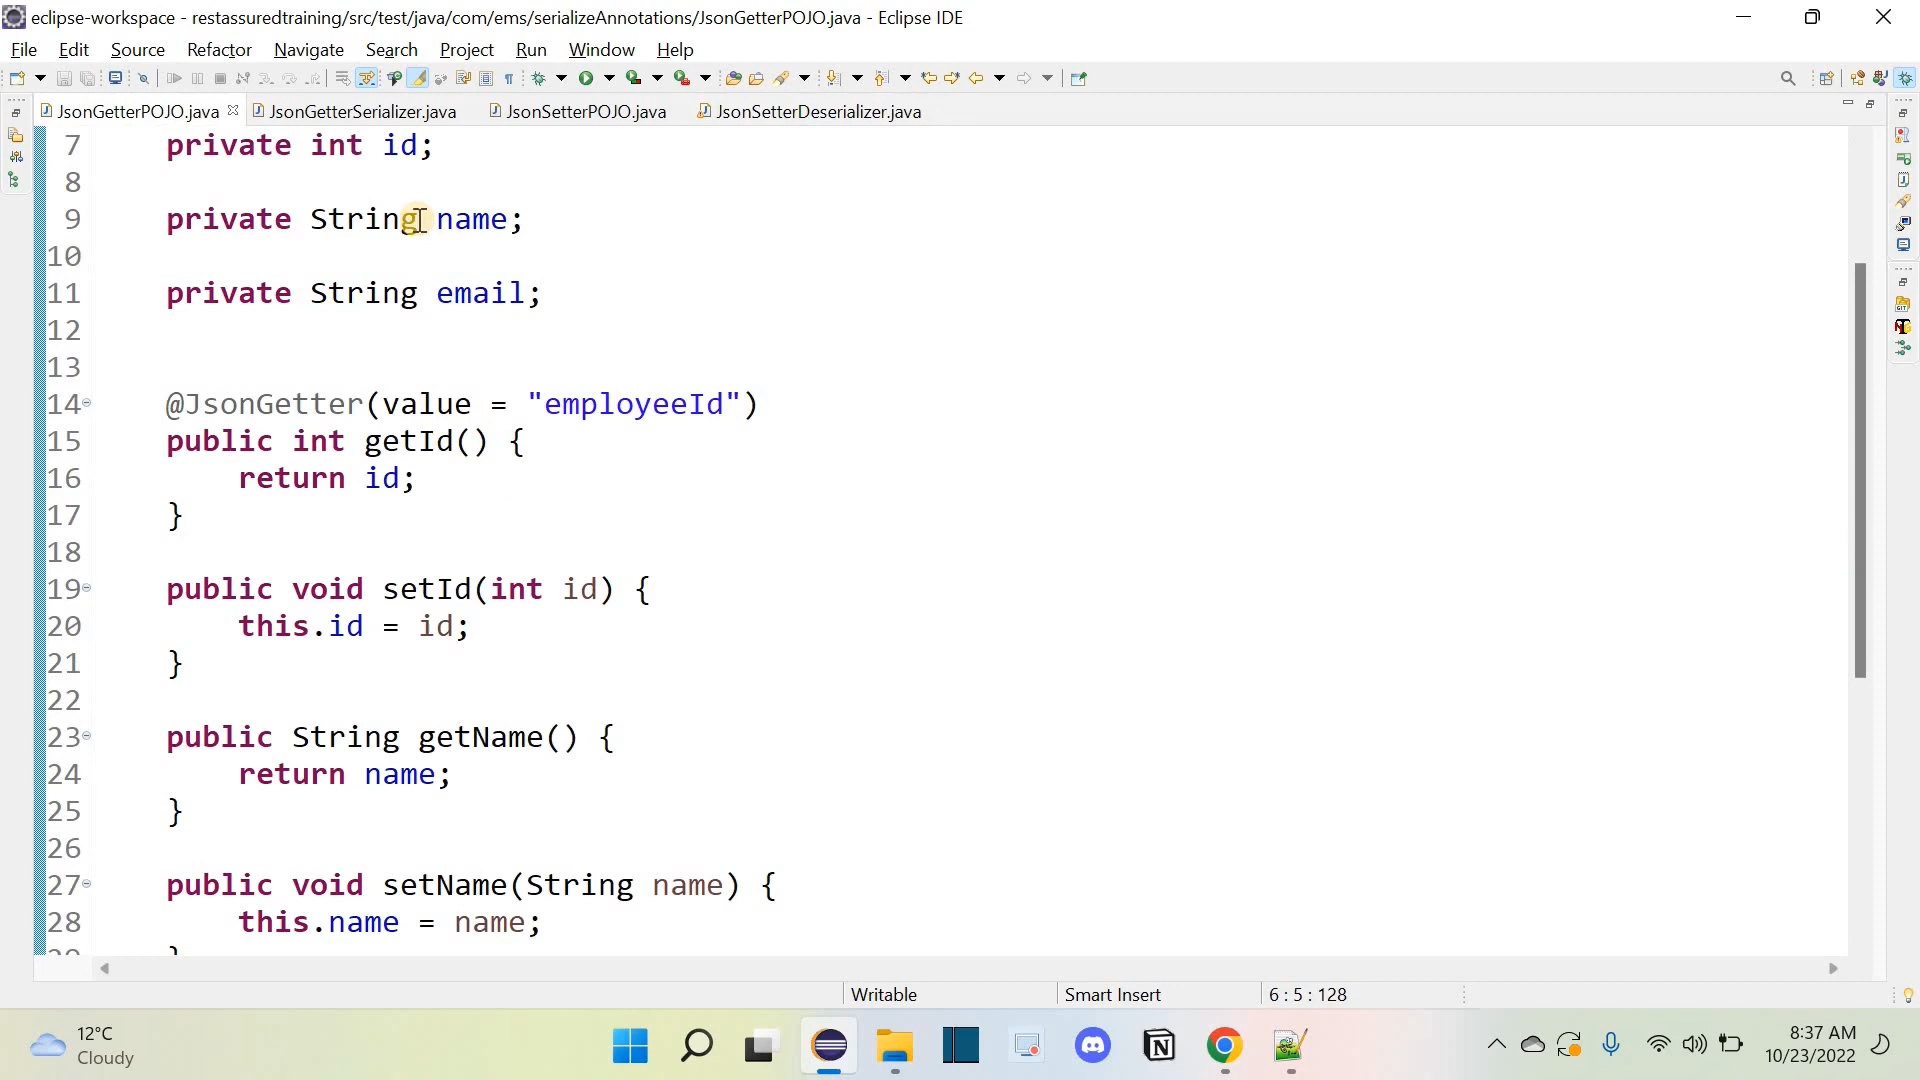 eclipse-workspace - restassuredtraining/src/test/java/com/ems/serializeAnnotations/JsonGetterPOJO.java - Eclipse IDE
File Edit Source Refactor Navigate Search Project Run Window Help
JsonGetterPOJO.java JsonGetterSerializer.java JsonSetterPOJO.java JsonSetterDeserializer.java
7 private int id;
8
9 private String name;
10
11 private String email;
12
13
14 @JsonGetter(value = "employeeId")
15 public int getId() {
16 return id;
17 }
18
19 public void setId(int id) {
20 this.id = id;
21 }
22
23 public String getName() {
24 return name;
25 }
26
27 public void setName(String name) {
28 this.name = name;
Writable Smart Insert 6 : 5 : 128
12°C
Cloudy
8:37 AM
10/23/2022